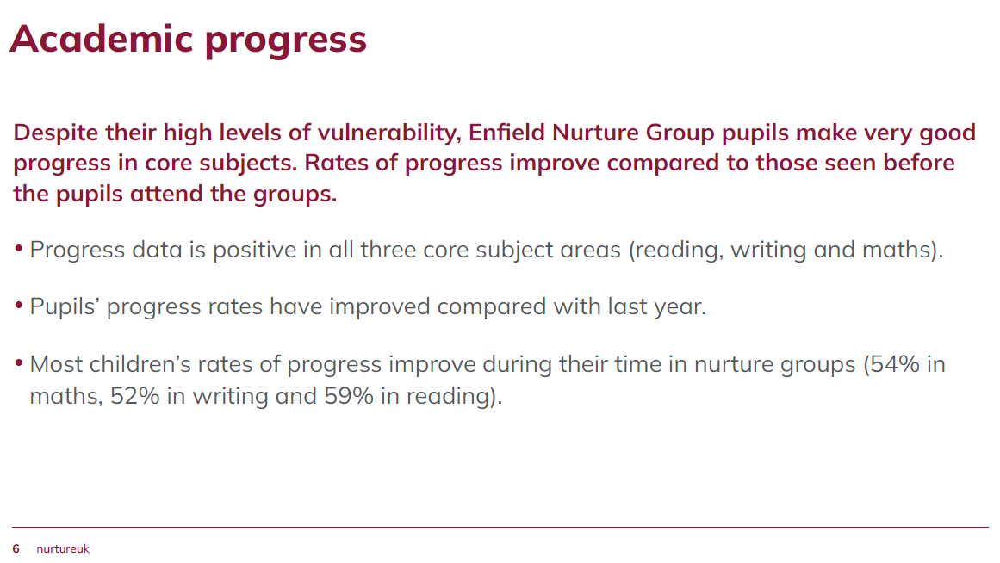 Academic progress
Despite their high levels of vulnerability, Enfield Nurture Group pupils make very good
progress in core subjects. Rates of progress improve compared to those seen before
the pupils attend the groups.
• Progress data is positive in all three core subject areas (reading, writing and maths).
• Pupils’ progress rates have improved compared with last year.
• Most children’s rates of progress improve during their time in nurture groups (54% in
maths, 52% in writing and 59% in reading).
6 nurtureuk